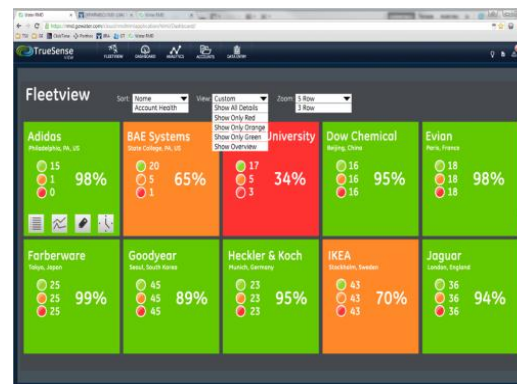 View RMD
TrueSense
VIEW
FLEETVIEW DASHBOARD ANALYTICS ACCOUNTS DATA ENTRY
Fleetview
Sort: Name View: Custom Zoom: 5 Row
Account Health Show All Details 3 Row
Show Only Red
Show Only Orange
Show Only Green
Show Overview
Adidas BAE Systems University Dow Chemical Evian
Philadelphia, PA, US State College, PA, US Beijing, China Paris, France
15 20 17 16 18
1 98% 5 65% 5 34% 16 95% 18 98%
0 1 3 16 18
Farberware Goodyear Heckler & Koch IKEA Jaguar
Tokyo, Japan Seoul, South Korea Munich, Germany Stockholm, Sweden London, England
25 45 23 43 36
25 99% 45 89% 23 95% 43 70% 36 94%
25 45 23 43 36